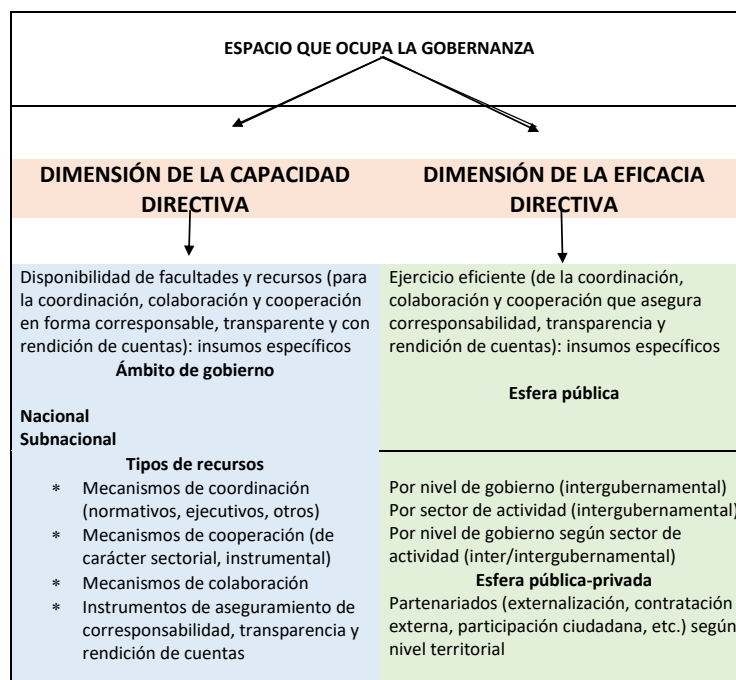 ESPACIO QUE OCUPA LA GOBERNANZA
DIMENSIÓN DE LA CAPACIDAD
DIRECTIVA
DIMENSIÓN DE LA EFICACIA
DIRECTIVA
Disponibilidad de facultades y recursos (para
la coordinación, colaboración y cooperación
en forma corresponsable, transparente y con
rendición de cuentas): insumos específicos
Ámbito de gobierno
Nacional
Subnacional
Tipos de recursos
* Mecanismos de coordinación
(normativos, ejecutivos, otros)
* Mecanismos de cooperación (de
carácter sectorial, instrumental)
* Mecanismos de colaboración
* Instrumentos de aseguramiento de
corresponsabilidad, transparencia y
rendición de cuentas
Ejercicio eficiente (de la coordinación,
colaboración y cooperación que asegura
corresponsabilidad, transparencia y
rendición de cuentas): insumos específicos
Esfera pública
Por nivel de gobierno (intergubernamental)
Por sector de actividad (intergubernamental)
Por nivel de gobierno según sector de
actividad (inter/intergubernamental)
Esfera pública-privada
Partenariados (externalización, contratación
externa, participación ciudadana, etc.) según
nivel territorial